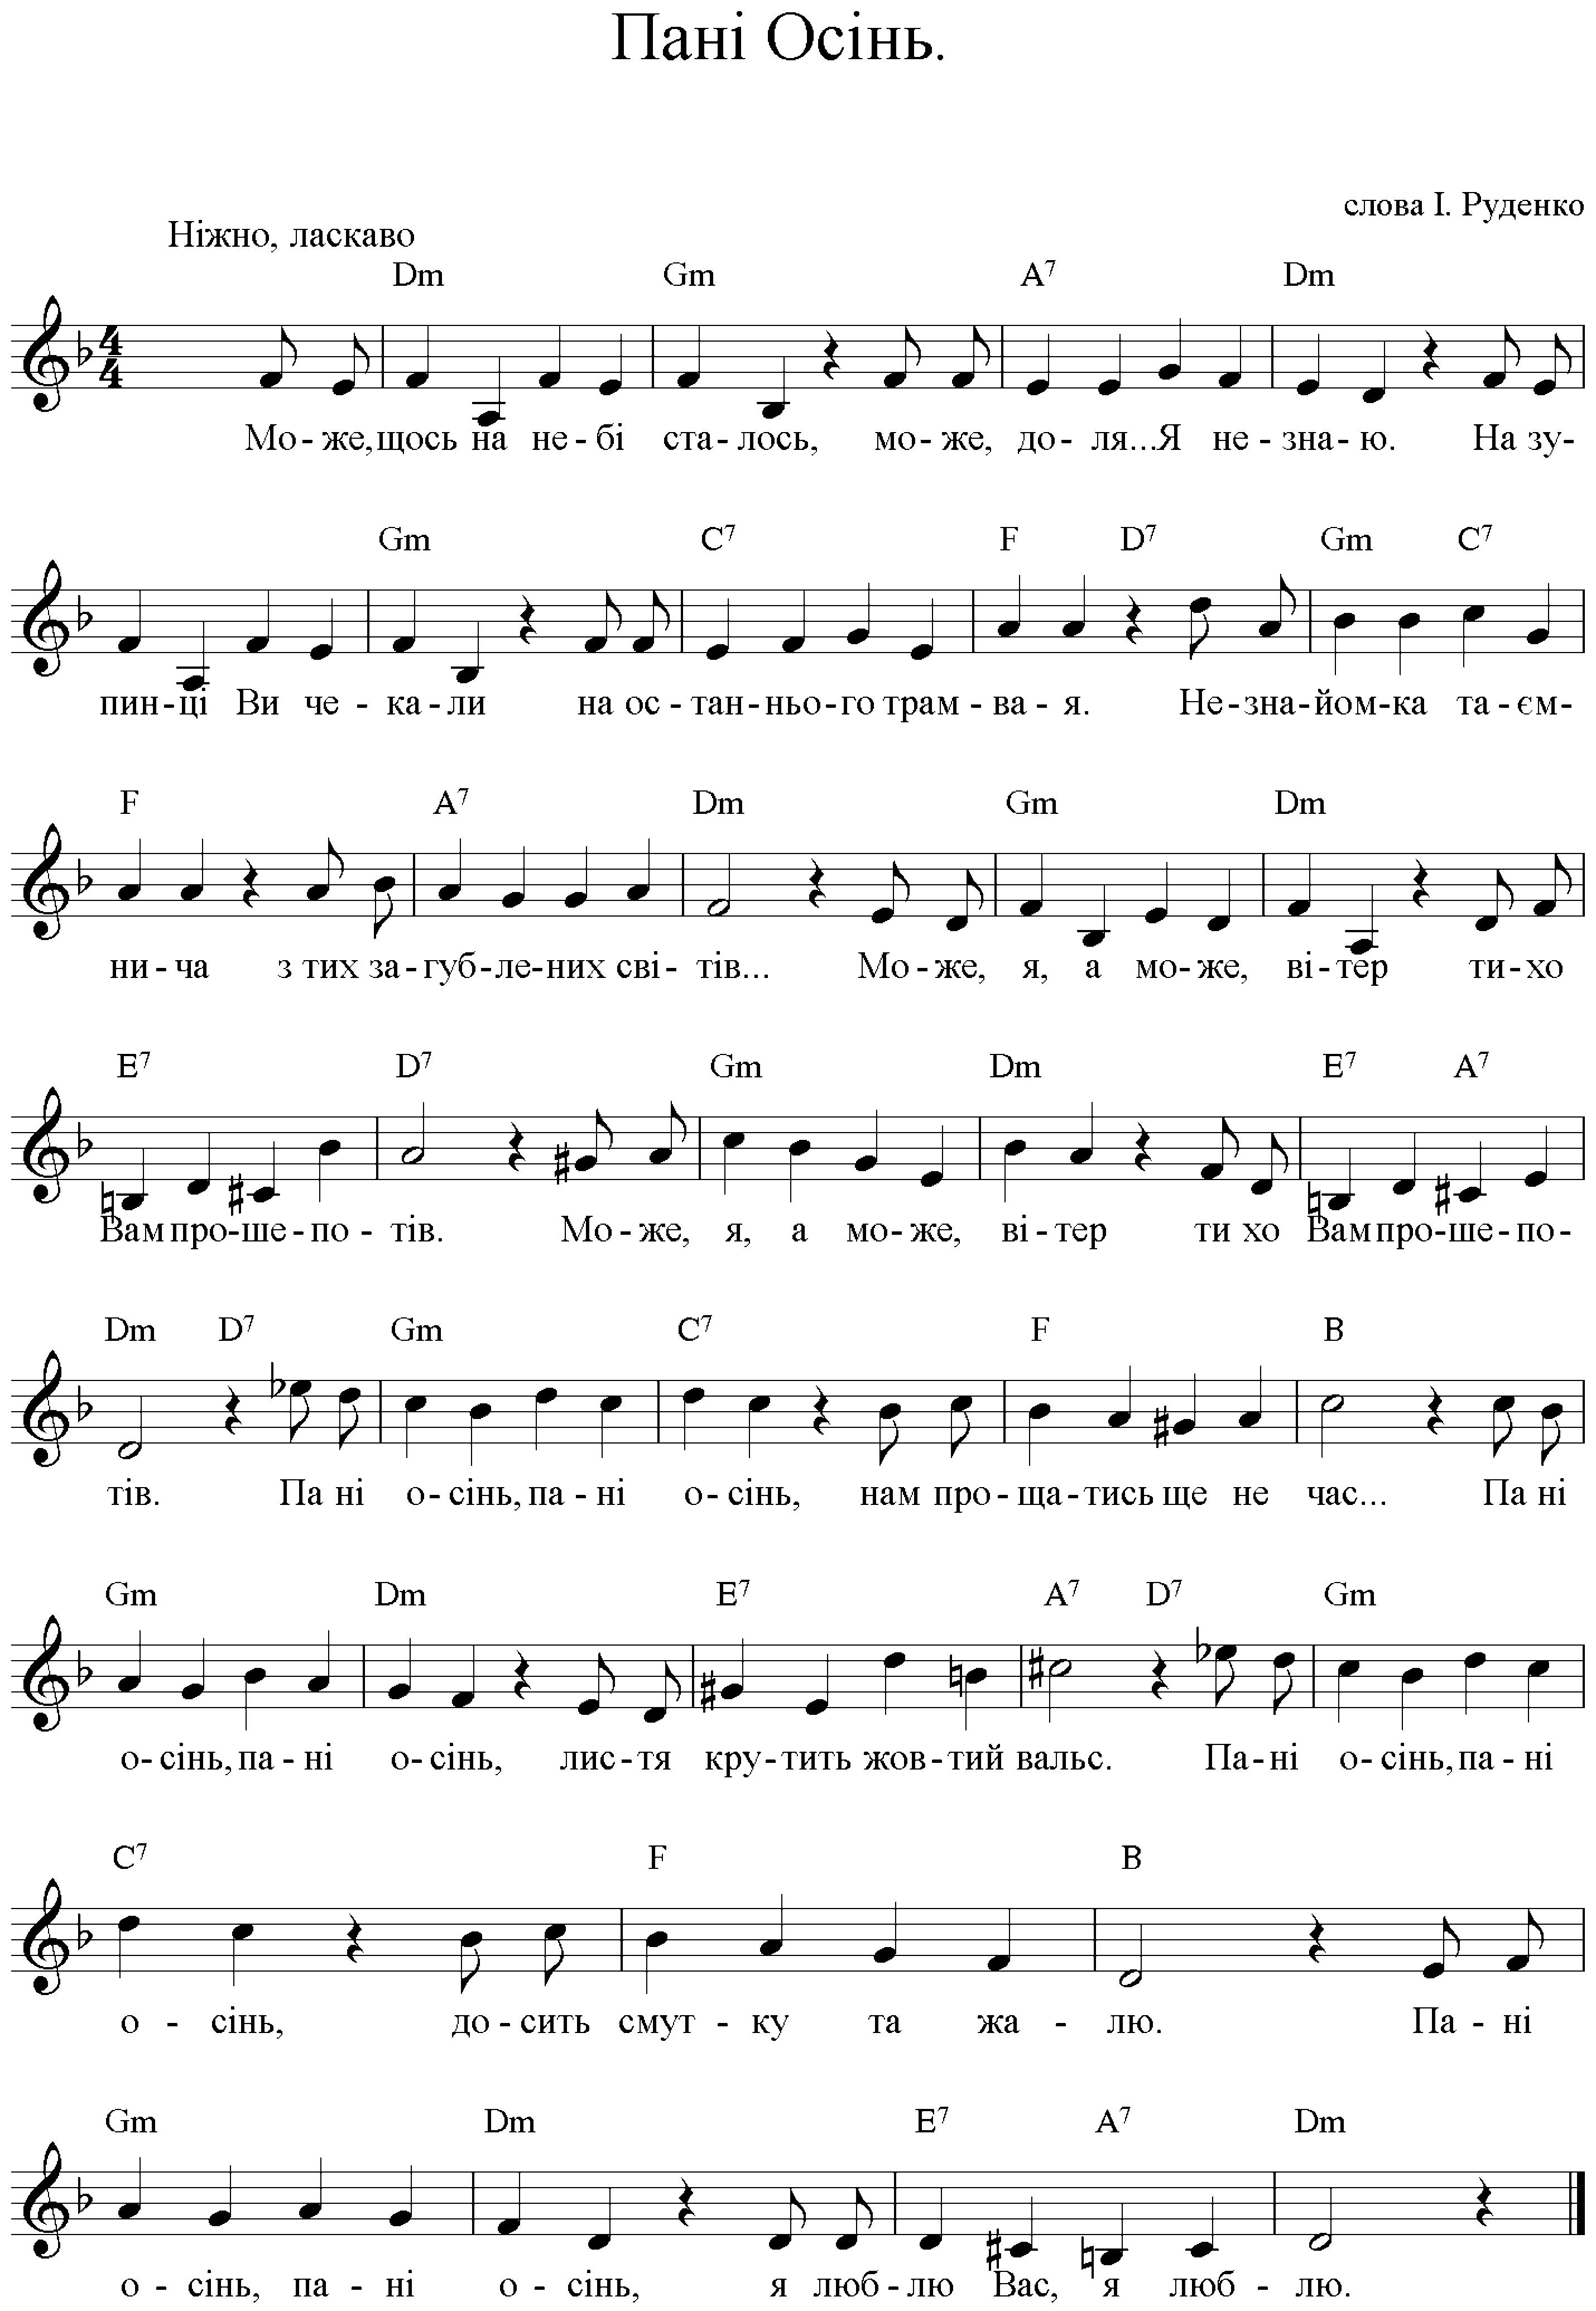 Пані Осінь.
слова І. Руденко
Ніжно, ласкаво
Dm Gm A7 Dm
Мо-же, щось на не-бі ста-лось, мо-же, до-ля...Я не-зна-ю. На зу-
Gm C7 F D7 Gm C7
пин-ці Ви че-ка-ли на ос-тан-ньо-го трам-ва-я. Не-зна-йом-ка та-єм-
F A7 Dm Gm Dm
ни-ча з тих за-губ-ле-них сві-тів... Мо-же, я, а мо-же, ві-тер ти-хо
E7 D7 Gm Dm E7 A7
Вам про-ше-по-тів. Мо-же, я, а мо-же, ві-тер ти хо Вам про-ше-по-
Dm D7 Gm C7 F B
тів. Па ні о-сінь, па-ні о-сінь, нам про-ща-тись ще не час... Па ні
Gm Dm E7 A7 D7 Gm
о-сінь, па-ні о-сінь, лис-тя кру-тить жов-тий вальс. Па-ні о-сінь, па-ні
C7 F B
о-сінь, до-сить смут-ку та жа-лю. Па-ні
Gm Dm E7 A7 Dm
о-сінь, па-ні о-сінь, я люб-лю Вас, я люб-лю.